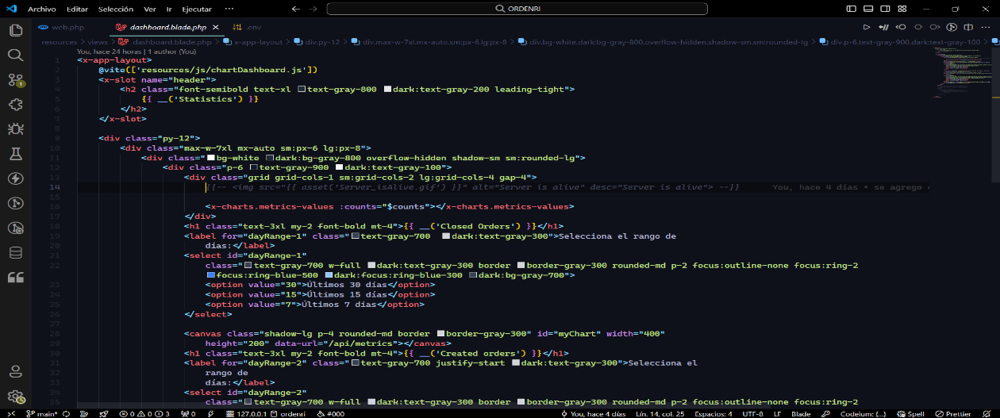 Archivo Editar Selección Ver Ir Ejecutar ··· ← → ORDENRI
web.php dashboard.blade.php × .env
resources > views > dashboard.blade.php > x-app-layout > div.py-12 > div.max-w-7xl.mx-auto.sm:px-6.lg:px-8 > div.bg-white.dark:bg-gray-800.overflow-hidden.shadow-sm.sm:rounded-lg > div.p-6.text-gray-900.dark:text-gray-100 >
You, hace 24 horas | 1 author (You)
1 <x-app-layout>
2 @vite(['resources/js/chartDashboard.js'])
3 <x-slot name="header">
4 <h2 class="font-semibold text-xl text-gray-800 dark:text-gray-200 leading-tight">
5 {{ __('Statistics') }}
6 </h2>
7 </x-slot>
8
9 <div class="py-12">
10 <div class="max-w-7xl mx-auto sm:px-6 lg:px-8">
11 <div class="bg-white dark:bg-gray-800 overflow-hidden shadow-sm sm:rounded-lg">
12 <div class="p-6 text-gray-900 dark:text-gray-100">
13 <div class="grid grid-cols-1 sm:grid-cols-2 lg:grid-cols-4 gap-4">
14 {{-- <img src="{{ asset('Server_isAlive.gif') }}" alt="Server is alive" desc="Server is alive"> --}} You, hace 4 días • se agrego
15
16 <x-charts.metrics-values :counts="$counts"></x-charts.metrics-values>
17 </div>
18 <h1 class="text-3xl my-2 font-bold mt-4">{{ __('Closed Orders') }}</h1>
19 <label for="dayRange-1" class="text-gray-700 dark:text-gray-300">Selecciona el rango de
20 días:</label>
21 <select id="dayRange-1"
22 class="text-gray-700 w-full dark:text-gray-300 border border-gray-300 rounded-md p-2 focus:outline-none focus:ring-2
focus:ring-blue-500 dark:focus:ring-blue-300 dark:bg-gray-700">
23 <option value="30">Últimos 30 días</option>
24 <option value="15">Últimos 15 días</option>
25 <option value="7">Últimos 7 días</option>
26 </select>
27
28 <canvas class="shadow-lg p-4 rounded-md border border-gray-300" id="myChart" width="400"
29 height="200" data-url="/api/metrics"></canvas>
30 <h1 class="text-3xl my-2 font-bold mt-4">{{ __('Created orders') }}</h1>
31 <label for="dayRange-2" class="text-gray-700 justify-start dark:text-gray-300">Selecciona el
32 rango de
33 días:</label>
34 <select id="dayRange-2"
35 class="text-gray-700 w-full dark:text-gray-300 border border-gray-300 rounded-md p-2 focus:outline-none focus:ring-2
main* 0 0 3 0 127.0.0.1 ordenri #000 You, hace 4 días Lín. 14, col. 25 Espacios: 4 UTF-8 LF Blade Codeium: {...} Spell Prettier